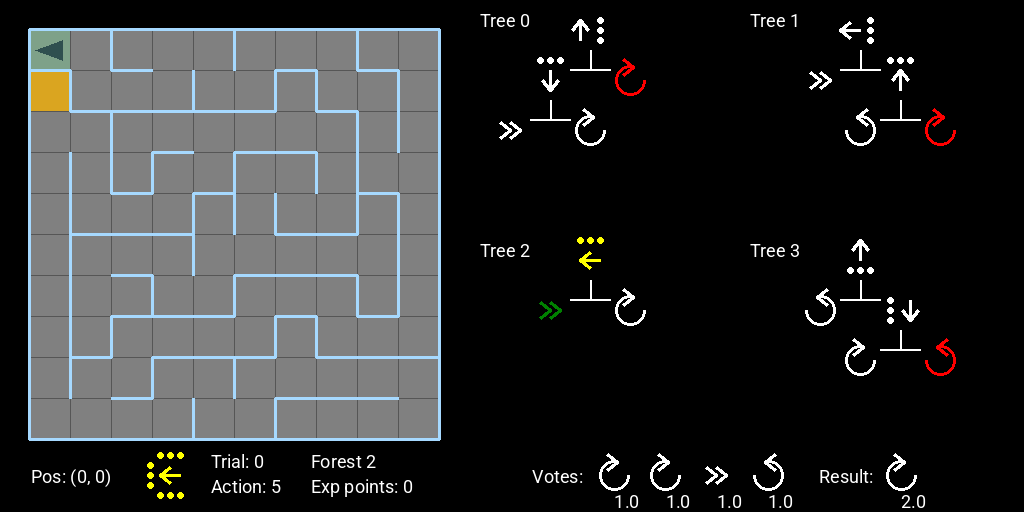 Tree 0
Tree 1
Tree 2
Tree 3
Pos: (0, 0)
Trial: 0
Forest 2
Action: 5
Exp points: 0
Votes:
1.0
1.0
1.0
1.0
Result:
2.0